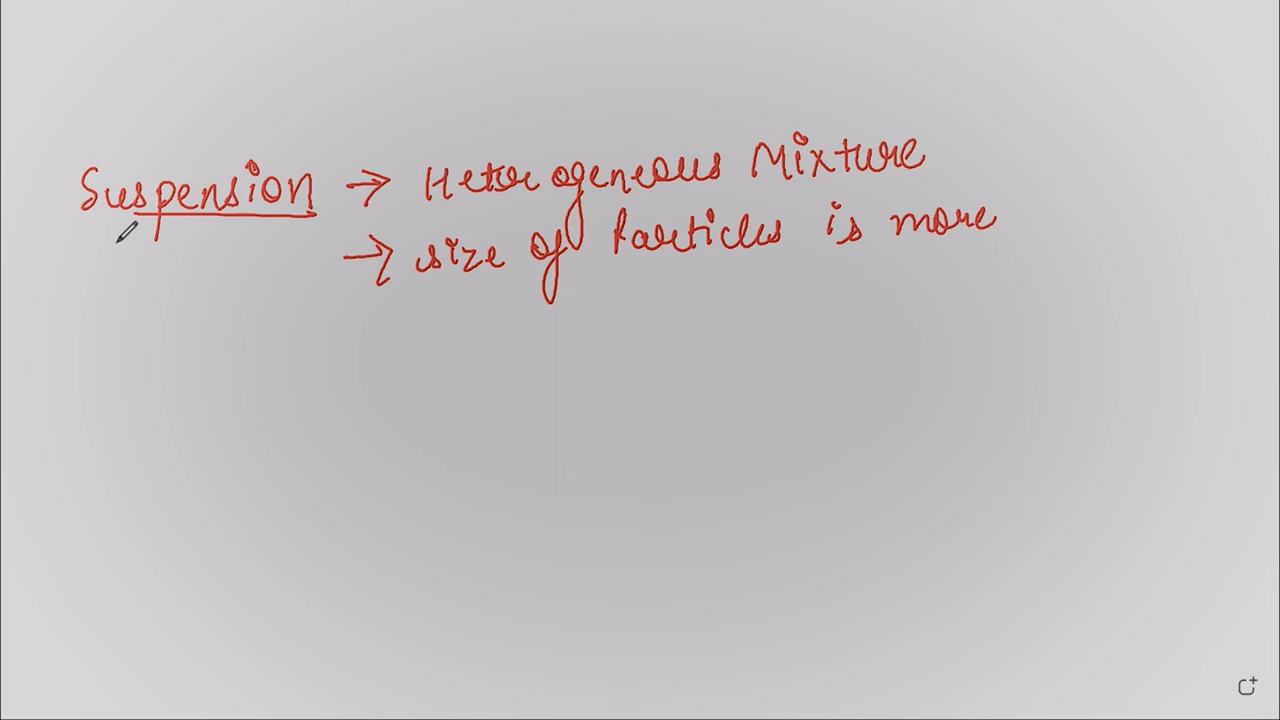 Suspension → Heterogeneous Mixture
→ size of Particles is more